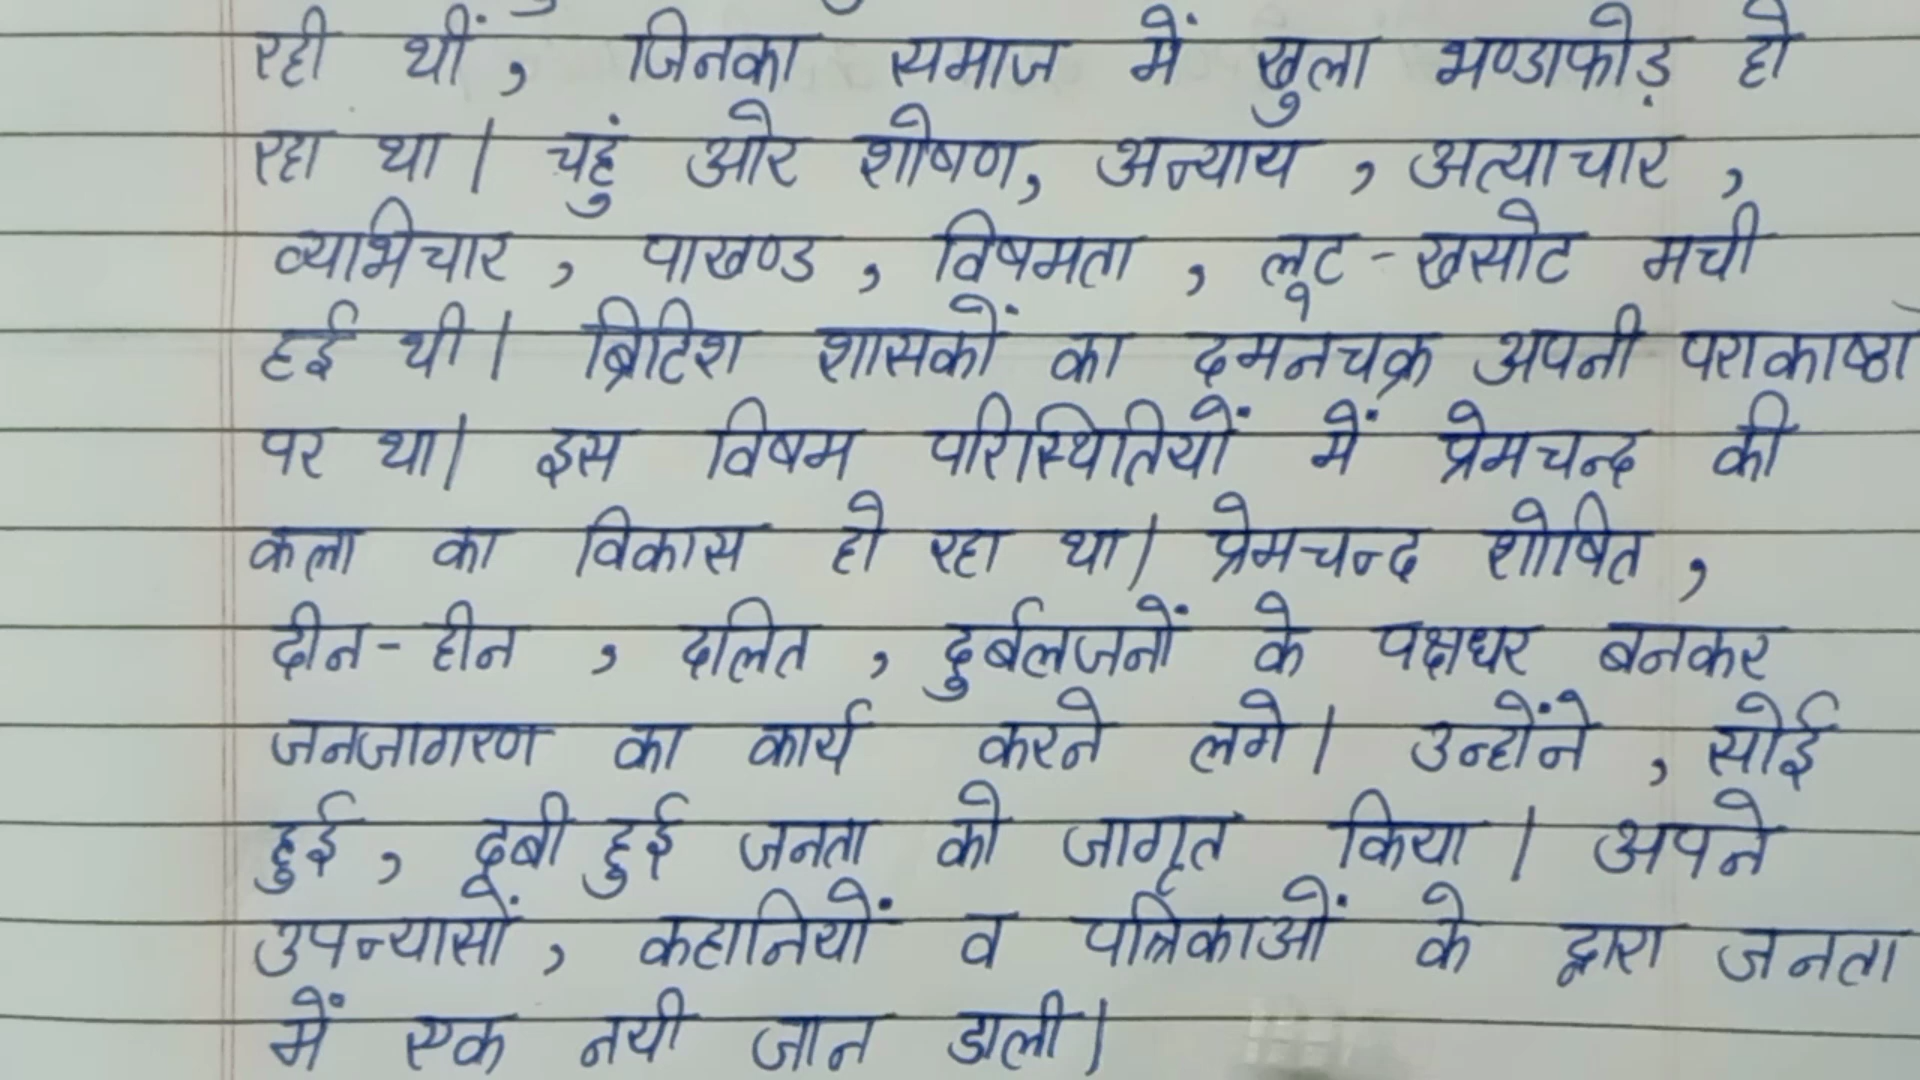 रही थीं, जिनका समाज में खुला भण्डाफोड़ हो
रहा था। चहुं ओर शोषण, अन्याय, अत्याचार,
व्याभिचार, पाखण्ड, विषमता, लूट-खसोट मची
हई थी। ब्रिटिश शासकों का दमनचक्र अपनी पराकाष्ठा
पर था। इस विषम परिस्थितियों में प्रेमचन्द की
कला का विकास हो रहा था। प्रेमचन्द शोषित,
दीन-हीन, दलित, दुर्बलजनों के पक्षधर बनकर
जनजागरण का कार्य करने लगे। उन्होंने, सोई
हुई, दबी हुई जनता को जागृत किया। अपने
उपन्यासों, कहानियों व पत्रिकाओं के द्वारा जनता
में एक नयी जान डाली।